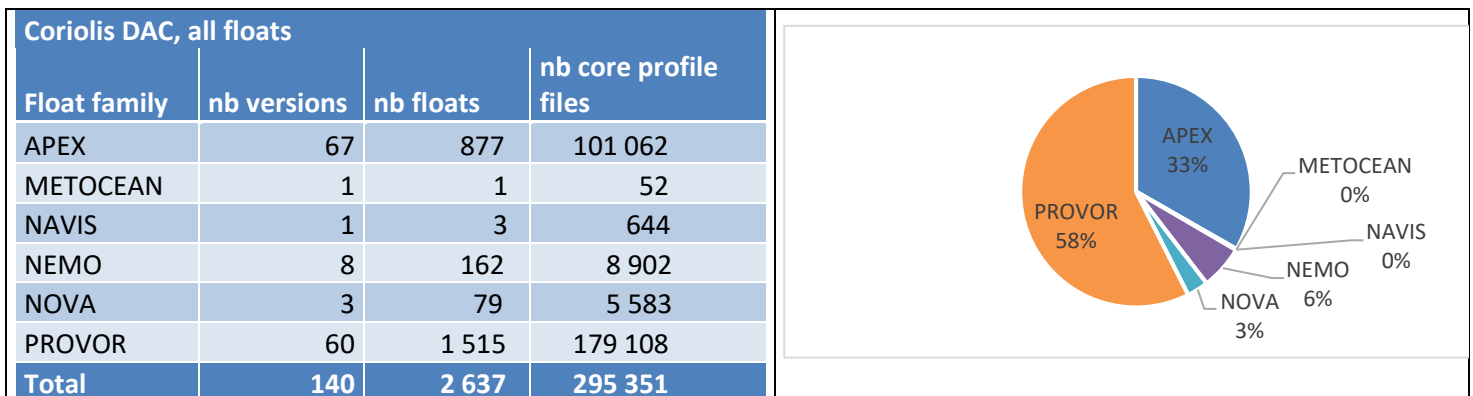 Coriolis DAC, all floats
Float family nb versions nb floats nb core profile files
APEX 67 877 101 062
METOCEAN 1 1 52
NAVIS 1 3 644
NEMO 8 162 8 902
NOVA 3 79 5 583
PROVOR 60 1 515 179 108
Total 140 2 637 295 351
APEX
33%
METOCEAN
0%
NAVIS
0%
NEMO
6%
NOVA
3%
PROVOR
58%